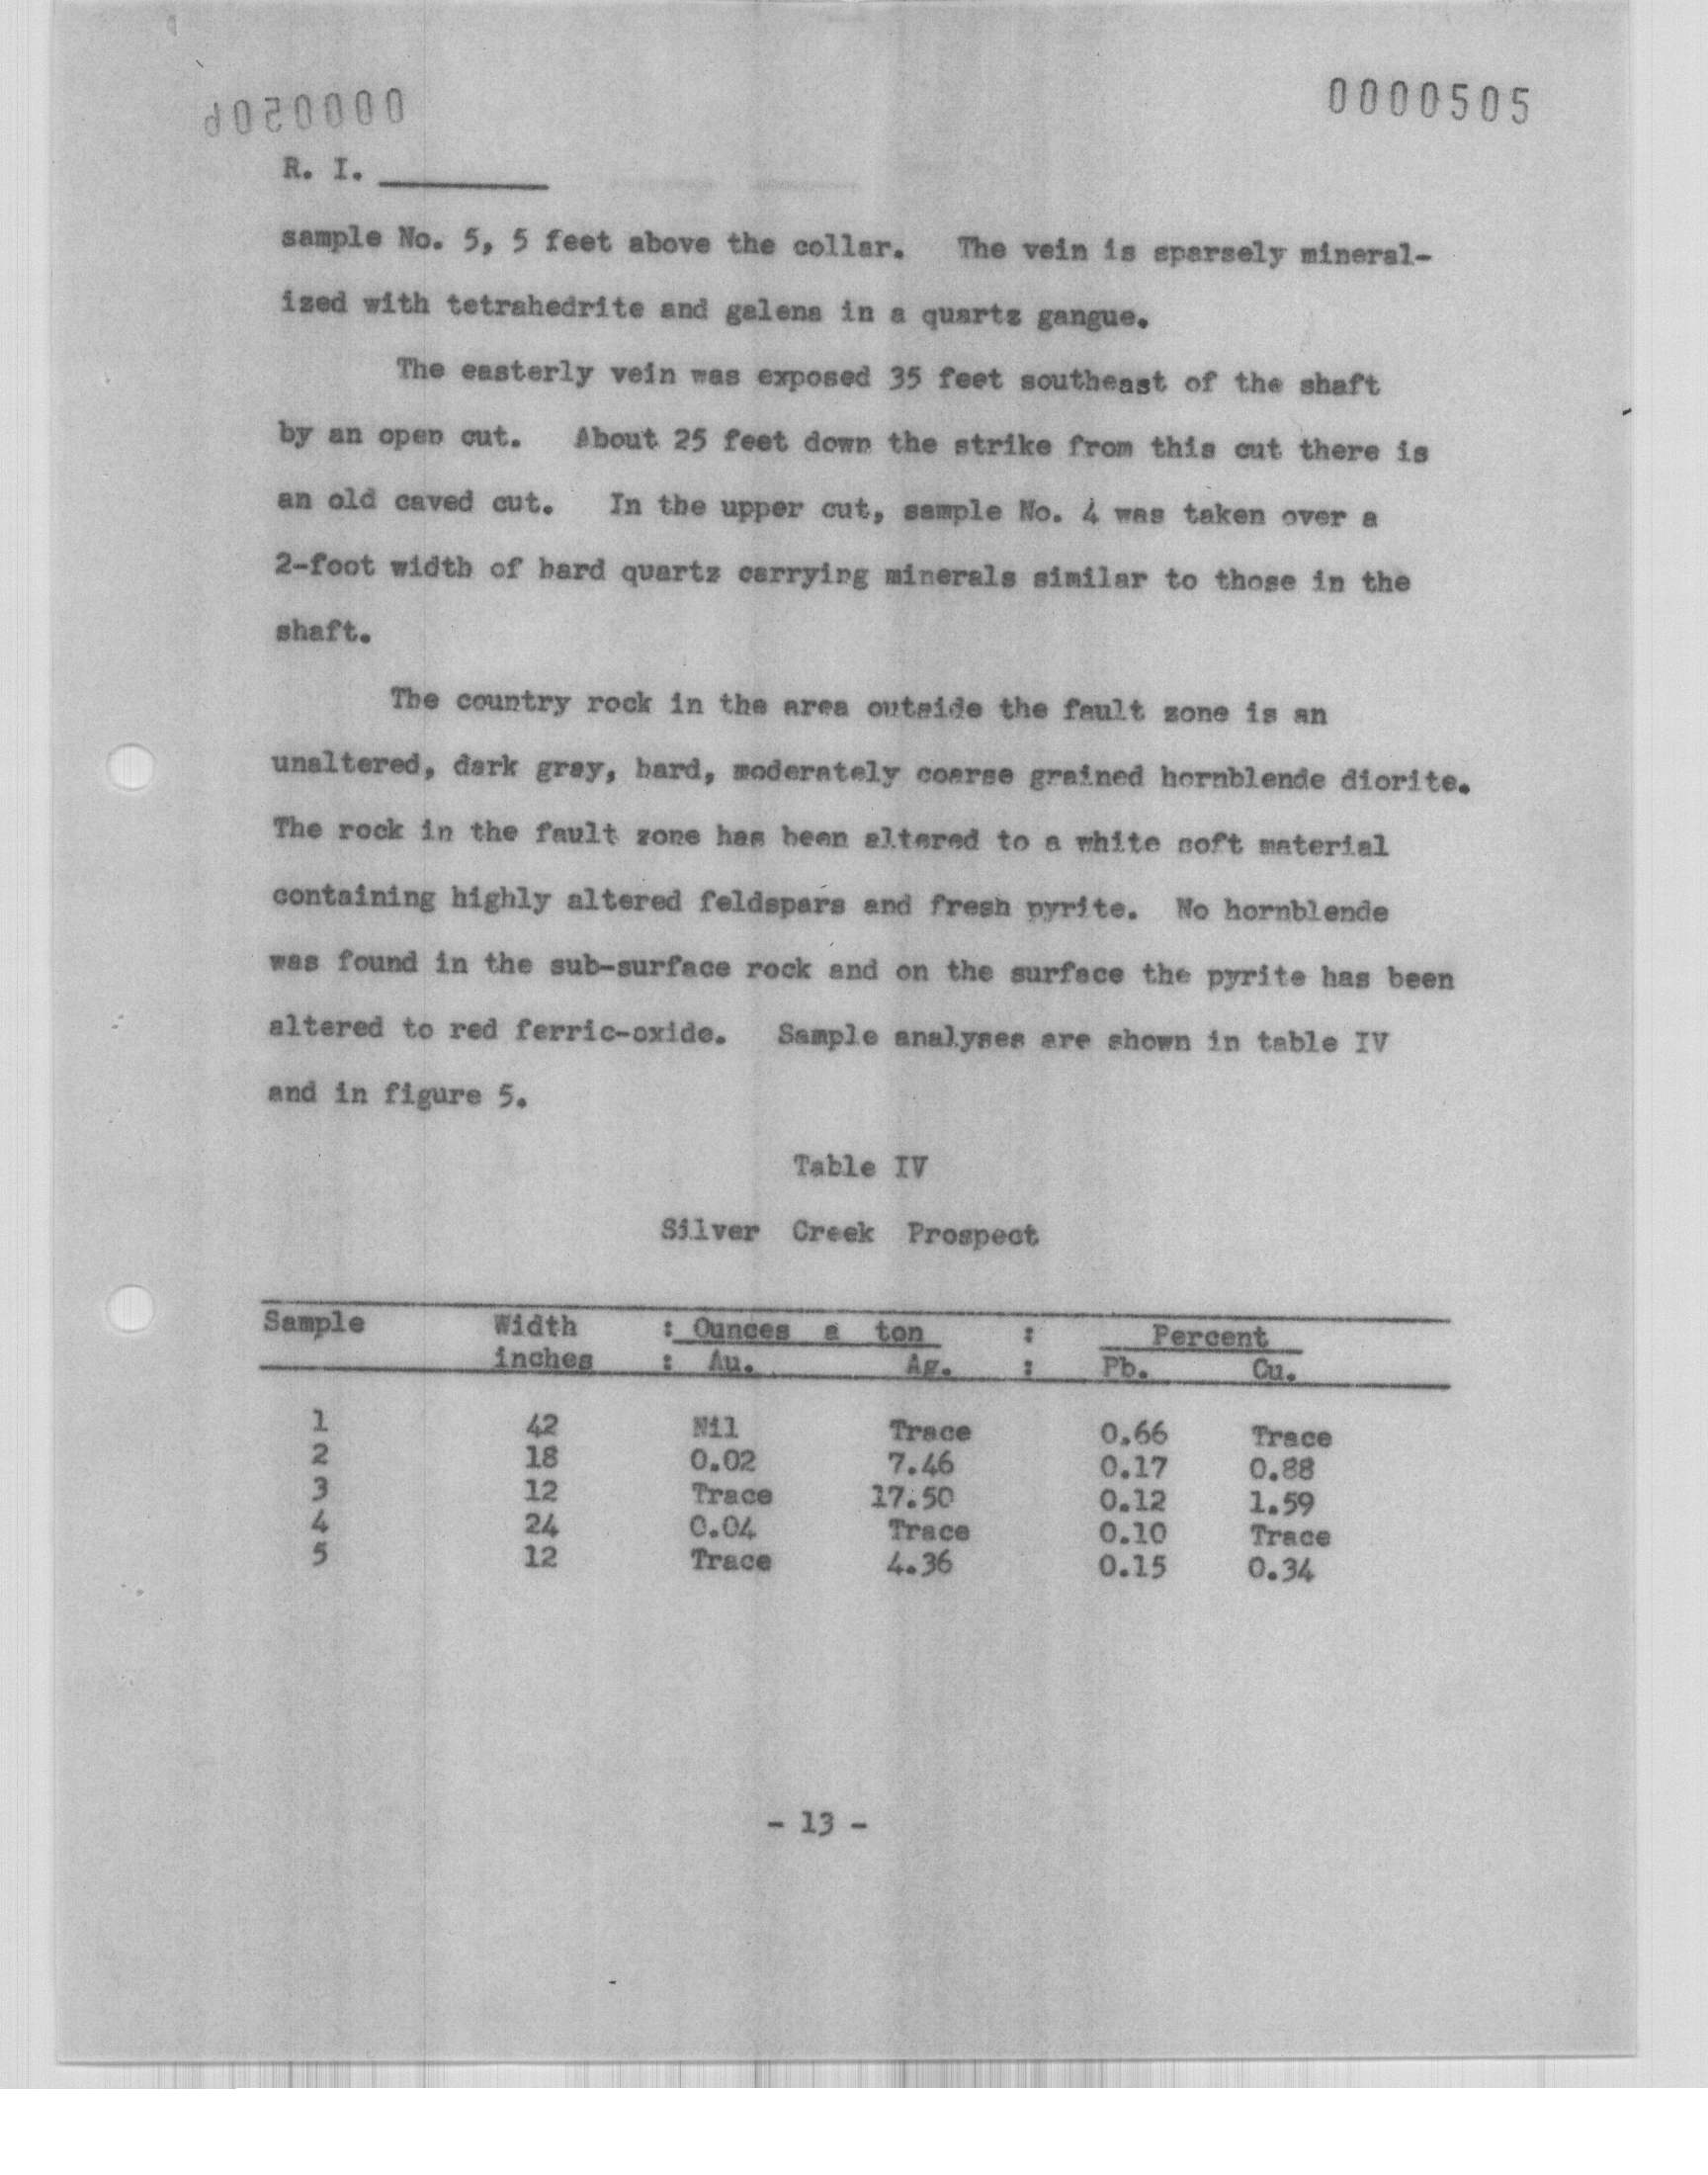 0000505
R. I.
sample No. 5, 5 feet above the collar. The vein is sparsely mineral-
ized with tetrahedrite and galena in a quartz gangue.
The easterly vein was exposed 35 feet southeast of the shaft
by an open cut. About 25 feet down the strike from this cut there is
an old caved cut. In the upper cut, sample No. 4 was taken over a
2-foot width of hard quartz carrying minerals similar to those in the
shaft.
The country rock in the area outside the fault zone is an
unaltered, dark gray, hard, moderately coarse grained hornblende diorite.
The rock in the fault zone has been altered to a white soft material
containing highly altered feldspars and fresh pyrite. No hornblende
was found in the sub-surface rock and on the surface the pyrite has been
altered to red ferric-oxide. Sample analyses are shown in table IV
and in figure 5.
Table IV
Silver Creek Prospect
Sample Width : Ounces a ton : Percent
inches : Au. Ag. : Pb. Cu.
1 42 Nil Trace 0.66 Trace
2 18 0.02 7.46 0.17 0.88
3 12 Trace 17.50 0.12 1.59
4 24 0.04 Trace 0.10 Trace
5 12 Trace 4.36 0.15 0.34
- 13 -